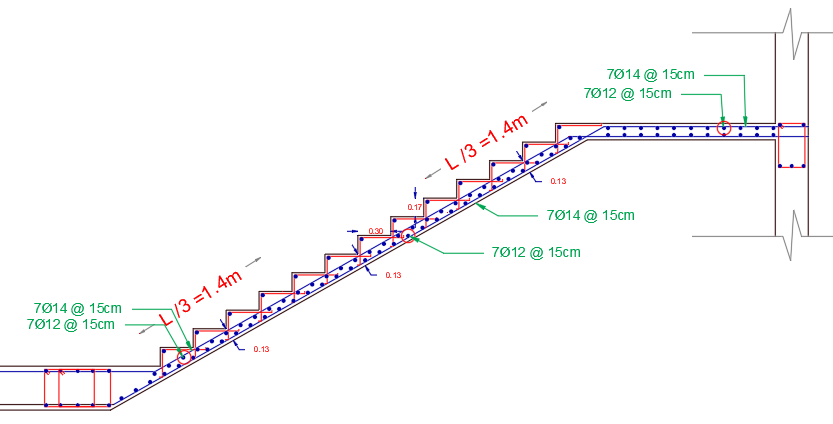 7Ø14 @ 15cm
7Ø12 @ 15cm
L /3 =1.4m
0.13
0.17
7Ø14 @ 15cm
0.30
7Ø12 @ 15cm
0.13
L /3 =1.4m
7Ø14 @ 15cm
7Ø12 @ 15cm
0.13